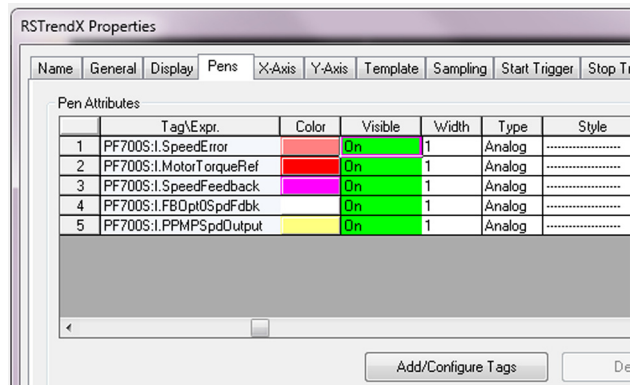 RSTrendX Properties
Name General Display Pens X-Axis Y-Axis Template Sampling Start Trigger Stop
Pen Attributes
Tag\Expr. Color Visible Width Type Style
1 PF700S:I.SpeedError On 1 Analog
2 PF700S:I.MotorTorqueRef On 1 Analog
3 PF700S:I.SpeedFeedback On 1 Analog
4 PF700S:I.FBOpt0SpdFdbk On 1 Analog
5 PF700S:I.PPMPSpdOutput On 1 Analog
Add/Configure Tags